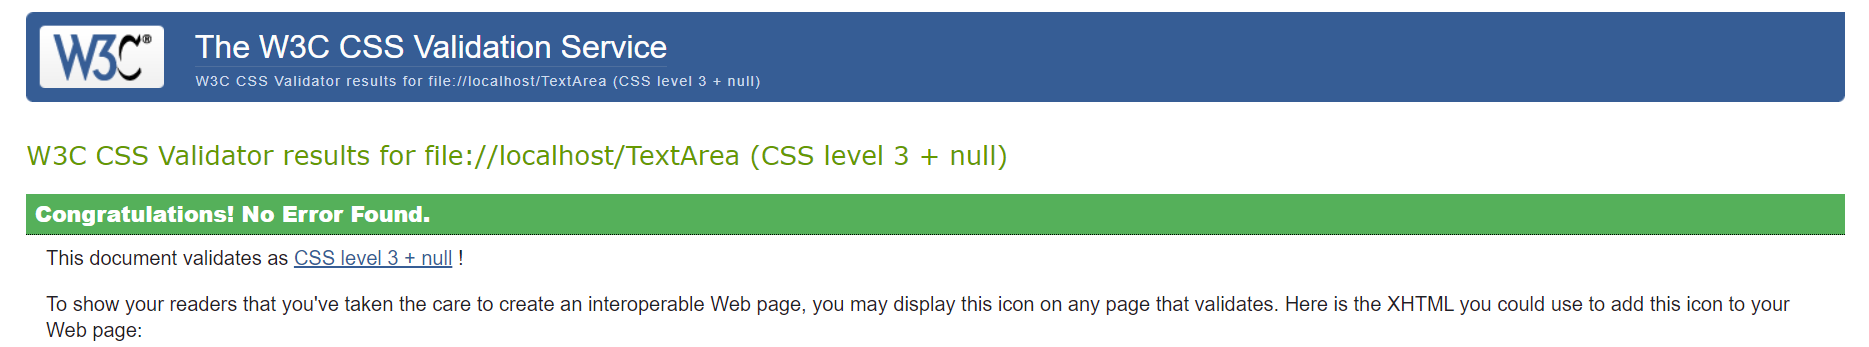 W3C® The W3C CSS Validation Service
W3C CSS Validator results for file://localhost/TextArea (CSS level 3 + null)
W3C CSS Validator results for file://localhost/TextArea (CSS level 3 + null)
Congratulations! No Error Found.
This document validates as CSS level 3 + null !
To show your readers that you've taken the care to create an interoperable Web page, you may display this icon on any page that validates. Here is the XHTML you could use to add this icon to your
Web page: